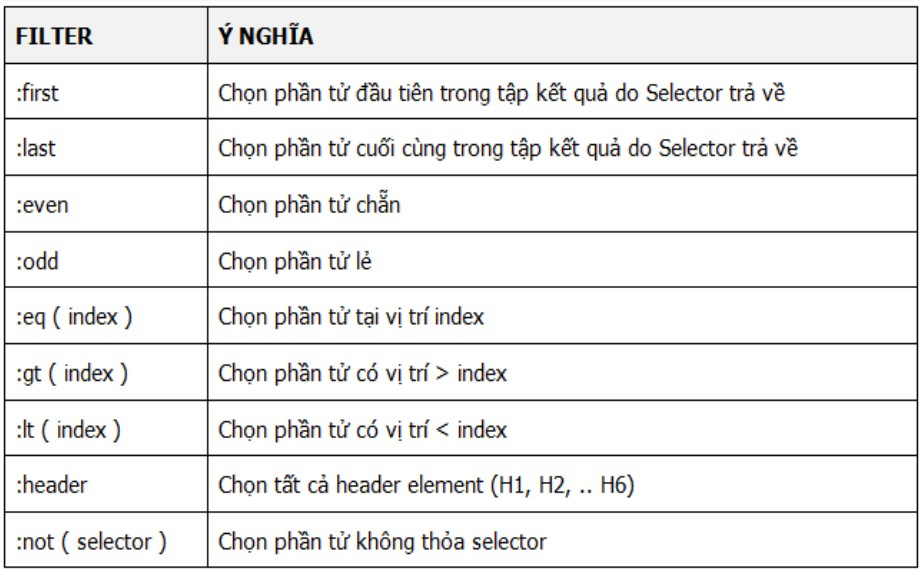 FILTER Ý NGHĨA
:first Chọn phần tử đầu tiên trong tập kết quả do Selector trả về
:last Chọn phần tử cuối cùng trong tập kết quả do Selector trả về
:even Chọn phần tử chẵn
:odd Chọn phần tử lẻ
:eq ( index ) Chọn phần tử tại vị trí index
:gt ( index ) Chọn phần tử có vị trí > index
:lt ( index ) Chọn phần tử có vị trí < index
:header Chọn tất cả header element (H1, H2, .. H6)
:not ( selector ) Chọn phần tử không thỏa selector